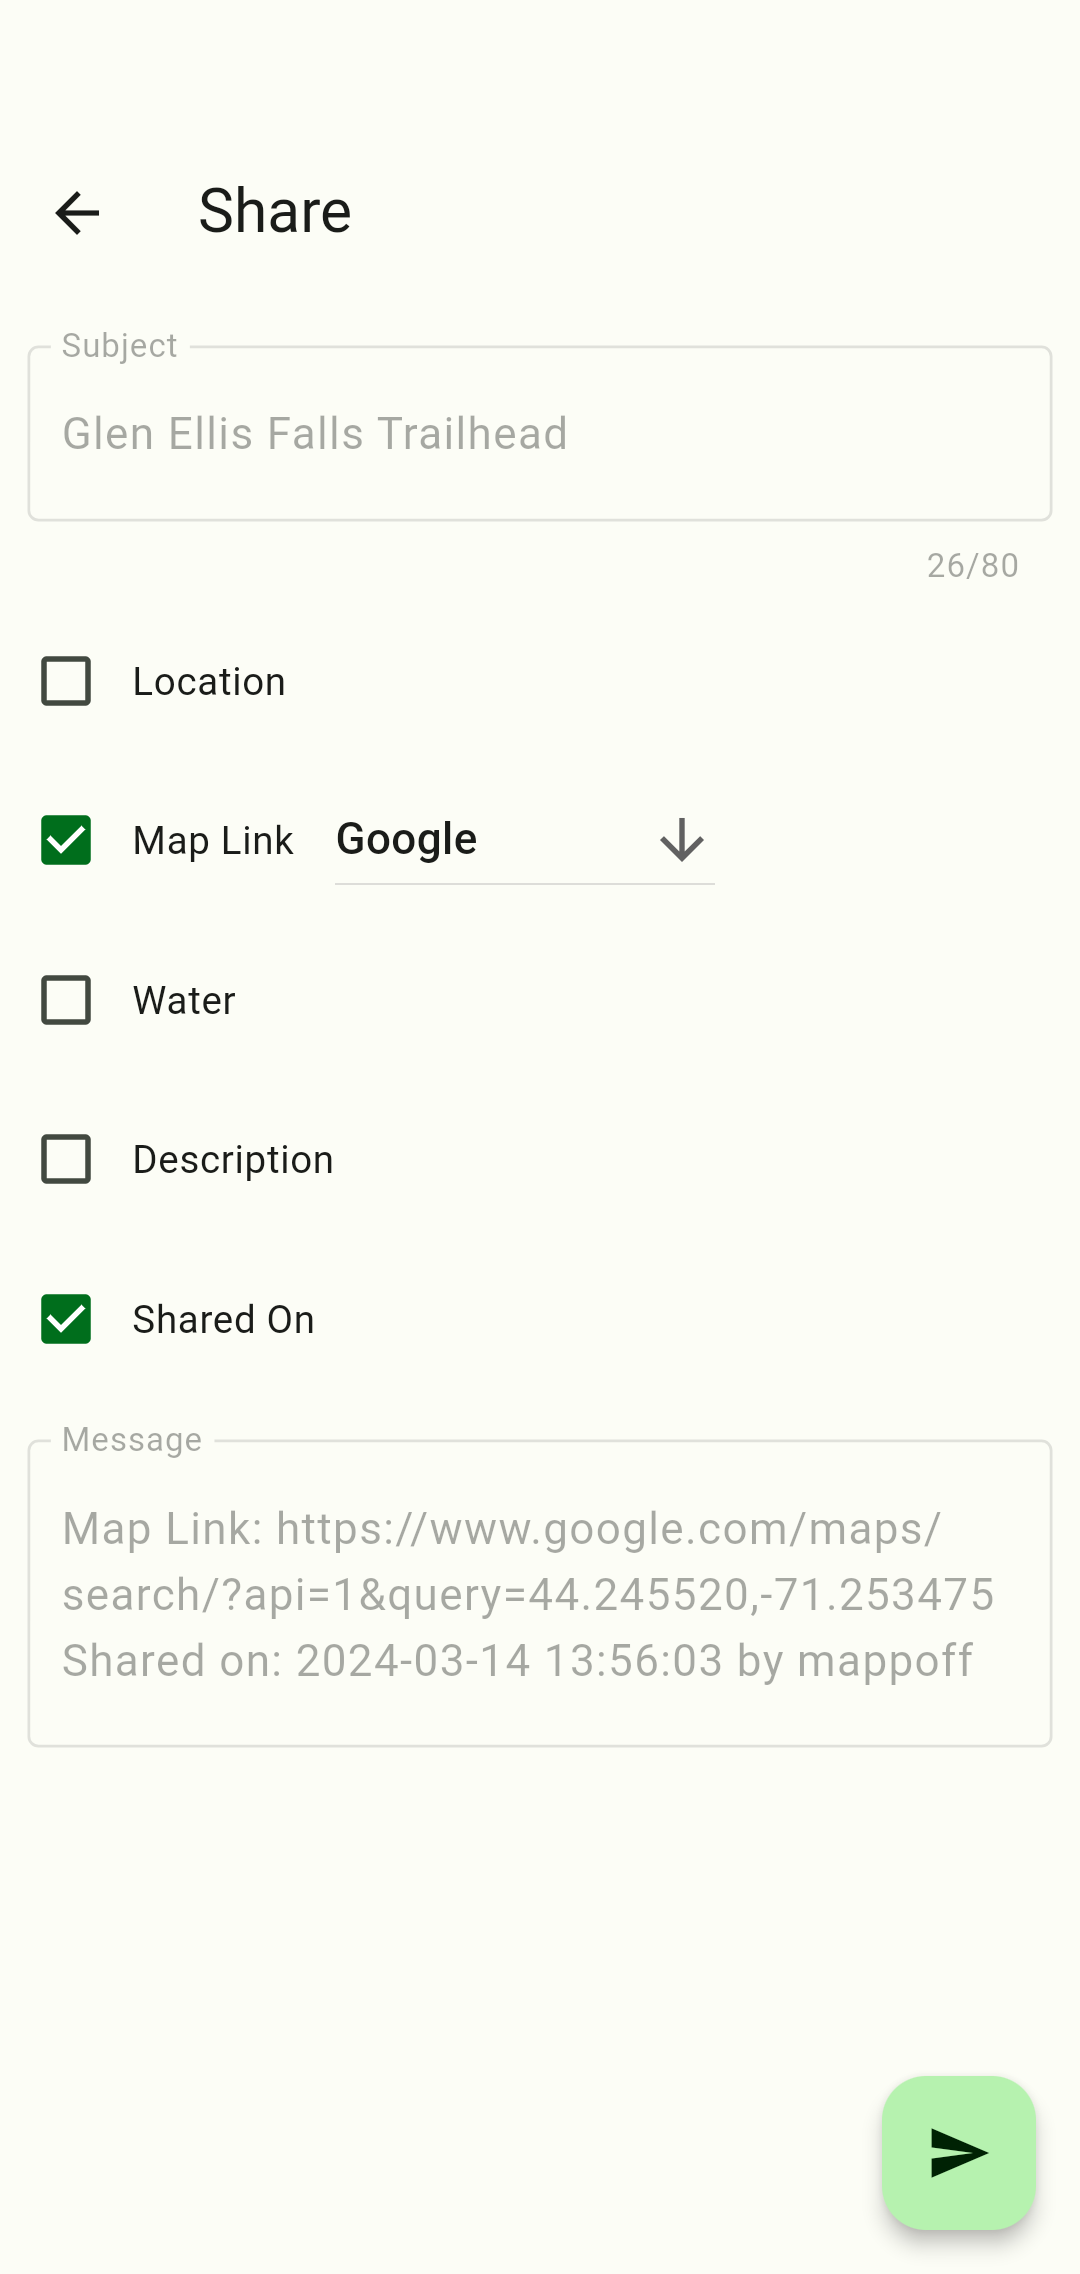 Share
Subject
Glen Ellis Falls Trailhead
26/80
Location
Map Link Google
Water
Description
Shared On
Message
Map Link: https://www.google.com/maps/
search/?api=1&query=44.245520,-71.253475
Shared on: 2024-03-14 13:56:03 by mappoff